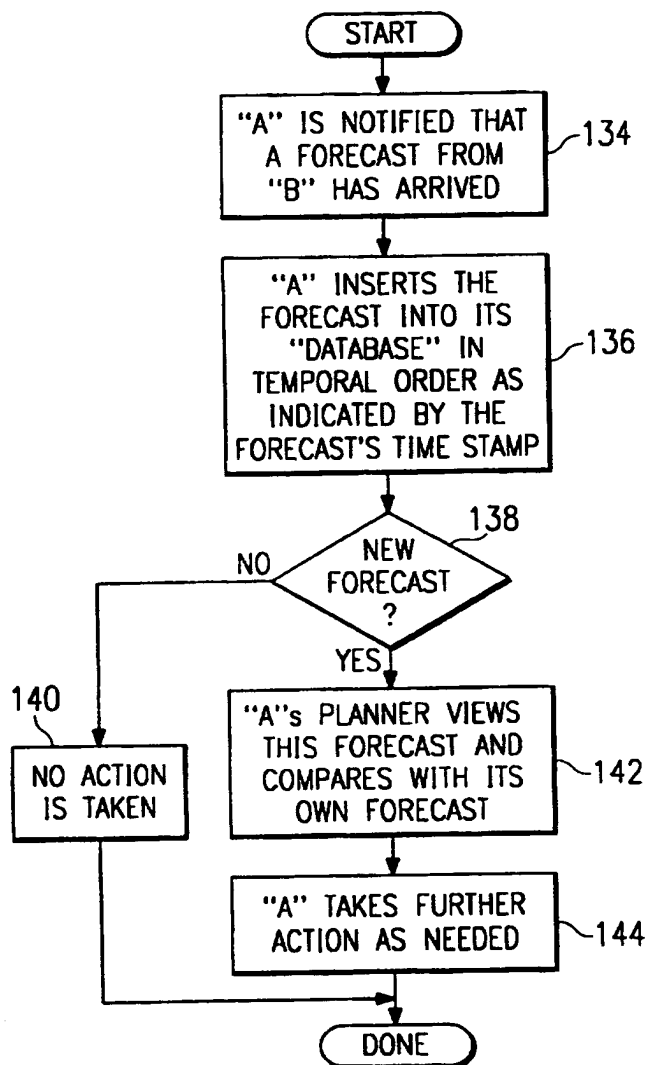 START
"A" IS NOTIFIED THAT
A FORECAST FROM
"B" HAS ARRIVED
134
"A" INSERTS THE
FORECAST INTO ITS
"DATABASE" IN
TEMPORAL ORDER AS
INDICATED BY THE
FORECAST'S TIME STAMP
136
138
NEW
FORECAST
?
NO
YES
140
NO ACTION
IS TAKEN
"A"s PLANNER VIEWS
THIS FORECAST AND
COMPARES WITH ITS
OWN FORECAST
142
"A" TAKES FURTHER
ACTION AS NEEDED
144
DONE